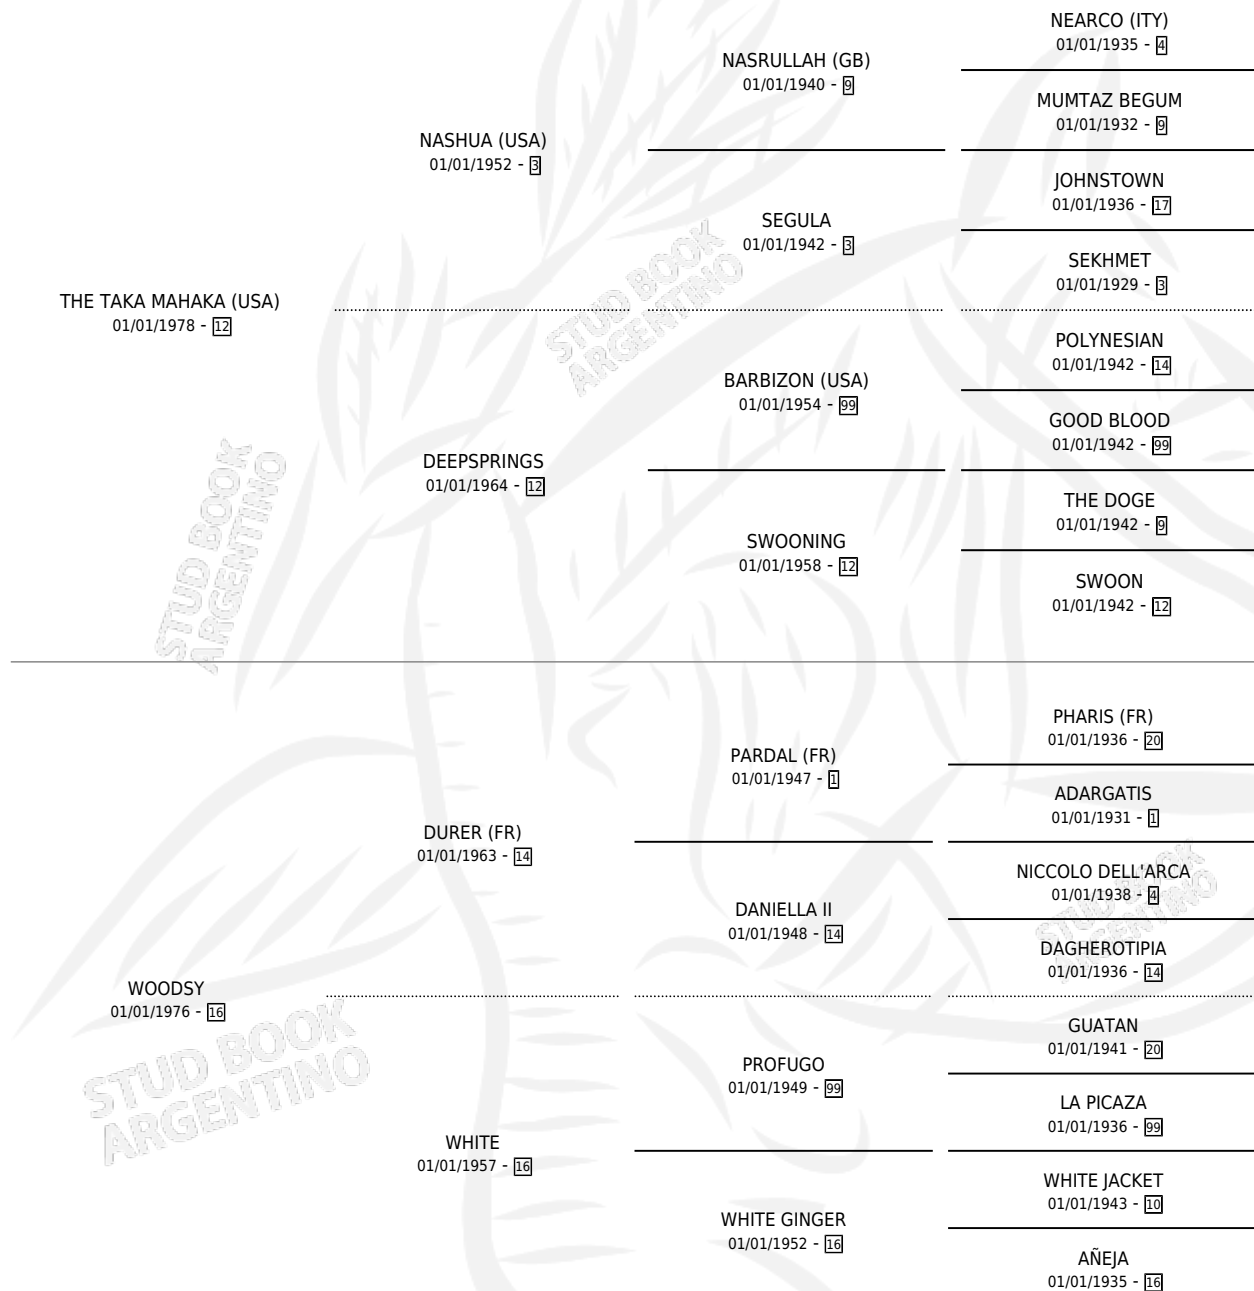 NEARCO (ITY)
01/01/1935 - 4
NASRULLAH (GB)
01/01/1940 - 9
MUMTAZ BEGUM
01/01/1932 - 9
NASHUA (USA)
01/01/1952 - 3
JOHNSTOWN
01/01/1936 - 17
SEGULA
01/01/1942 - 3
SEKHMET
01/01/1929 - 3
THE TAKA MAHAKA (USA)
01/01/1978 - 12
POLYNESIAN
01/01/1942 - 14
BARBIZON (USA)
01/01/1954 - 99
GOOD BLOOD
01/01/1942 - 99
DEEPSPRINGS
01/01/1964 - 12
THE DOGE
01/01/1942 - 9
SWOONING
01/01/1958 - 12
SWOON
01/01/1942 - 12
PHARIS (FR)
01/01/1936 - 20
PARDAL (FR)
01/01/1947 - 1
ADARGATIS
01/01/1931 - 1
DURER (FR)
01/01/1963 - 14
NICCOLO DELL'ARCA
01/01/1938 - 4
DANIELLA II
01/01/1948 - 14
DAGHEROTIPIA
01/01/1936 - 14
WOODSY
01/01/1976 - 16
GUATAN
01/01/1941 - 20
PROFUGO
01/01/1949 - 99
LA PICAZA
01/01/1936 - 99
WHITE
01/01/1957 - 16
WHITE JACKET
01/01/1943 - 10
WHITE GINGER
01/01/1952 - 16
AÑEJA
01/01/1935 - 16
STUD BOOK
ARGENTINO
STUD BOOK
ARGENTINO
STUD BOOK
ARGENTINO
STUD BOOK
ARGENTINO